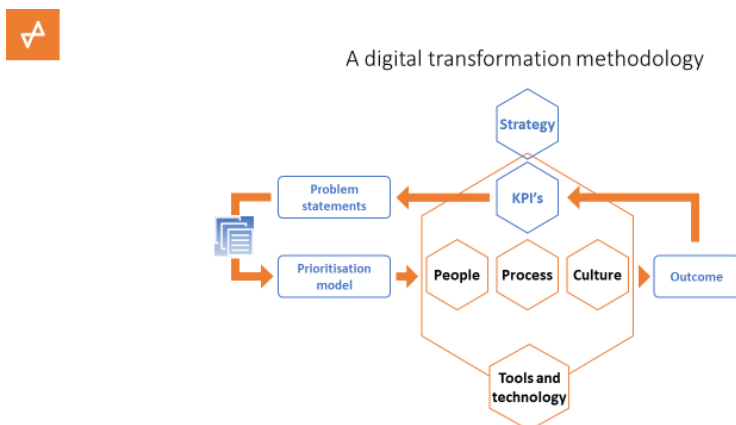 A digital transformation methodology
Strategy
Problem
statements
KPI's
Prioritisation
model
People
Process
Culture
Outcome
Tools and
technology